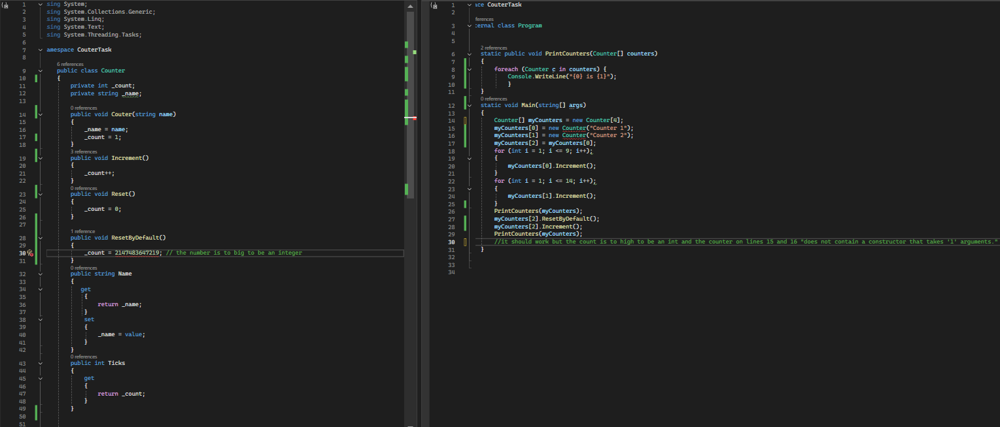 1 sing System;
2 sing System.Collections.Generic;
3 sing System.Linq;
4 sing System.Text;
5 sing System.Threading.Tasks;
6
7 amespace CouterTask
8
6 references
9 public class Counter
10 {
11 private int _count;
12 private string _name;
13
0 references
14 public void Couter(string name)
15 {
16 _name = name;
17 _count = 1;
18 }
3 references
19 public void Increment()
20 {
21 _count++;
22 }
0 references
23 public void Reset()
24 {
25 _count = 0;
26 }
27
1 reference
28 public void ResetByDefault()
29 {
30 _count = 2147483647219; // the number is to big to be an integer
31 }
0 references
32 public string Name
33 {
34 get
35 {
36 return _name;
37 }
38 set
39 {
40 _name = value;
41 }
42 }
0 references
43 public int Ticks
44 {
45 get
46 {
47 return _count;
48 }
49 }
50
51
1 ace CouterTask
2
ferences
3 ternal class Program
4
5
2 references
6 static public void PrintCounters(Counter[] counters)
7 {
8 foreach (Counter c in counters) {
9 Console.WriteLine("{0} is {1}");
10 }
11 }
0 references
12 static void Main(string[] args)
13 {
14 Counter[] myCounters = new Counter[4];
15 myCounters[0] = new Counter("Counter 1");
16 myCounters[1] = new Counter("Counter 2");
17 myCounters[2] = myCounters[0];
18 for (int i = 1; i <= 9; i++);
19 {
20 myCounters[0].Increment();
21 }
22 for (int i = 1; i <= 14; i++);
23 {
24 myCounters[1].Increment();
25 }
26 PrintCounters(myCounters);
27 myCounters[2].ResetByDefault();
28 myCounters[2].Increment();
29 PrintCounters(myCounters);
30 //it should work but the count is to high to be an int and the counter on lines 15 and 16 "does not contain a constructor that takes '1' arguments."
31 }
32
33
34